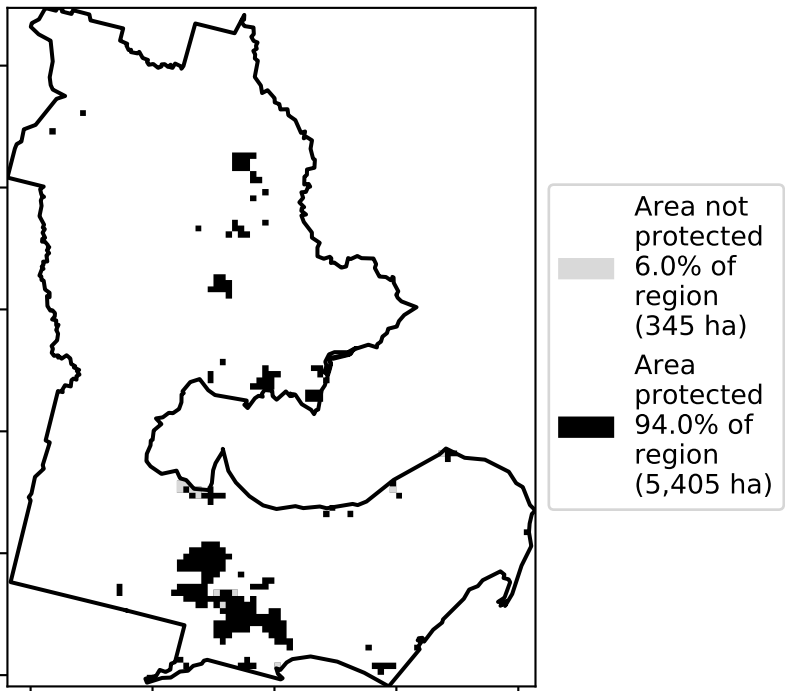 Area not
protected
6.0% of
region
(345 ha)
Area
protected
94.0% of
region
(5,405 ha)